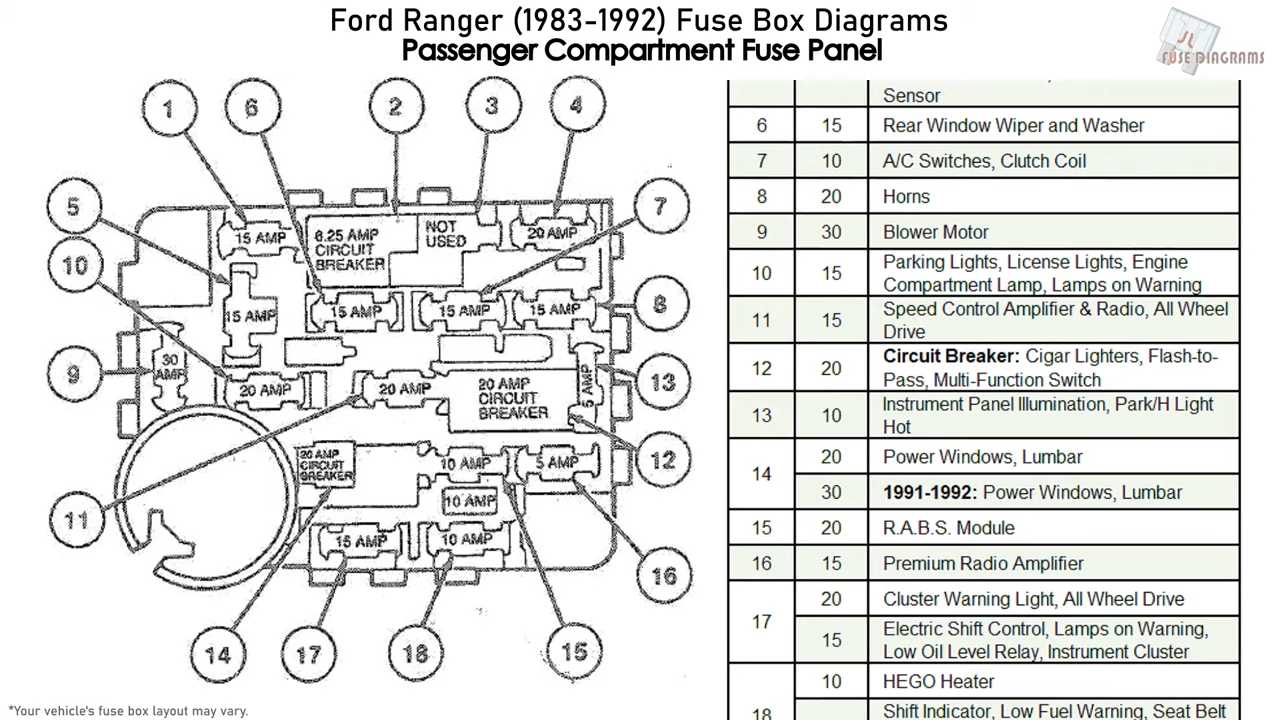 Ford Ranger (1983-1992) Fuse Box Diagrams
Passenger Compartment Fuse Panel
JL
FUSE DIAGRAMS
1
6
2
3
4
5
7
10
8
9
13
12
11
16
14
17
18
15
15 AMP
6.25 AMP
CIRCUIT
BREAKER
NOT
USED
20 AMP
15 AMP
15 AMP
15 AMP
15 AMP
30
AMP
20 AMP
20 AMP
20 AMP
CIRCUIT
BREAKER
5 AMP
20 AMP
CIRCUIT
BREAKER
10 AMP
5 AMP
10 AMP
15 AMP
10 AMP
Sensor
6 15 Rear Window Wiper and Washer
7 10 A/C Switches, Clutch Coil
8 20 Horns
9 30 Blower Motor
10 15 Parking Lights, License Lights, Engine
Compartment Lamp, Lamps on Warning
11 15 Speed Control Amplifier & Radio, All Wheel
Drive
12 20 Circuit Breaker: Cigar Lighters, Flash-to-
Pass, Multi-Function Switch
13 10 Instrument Panel Illumination, Park/H Light
Hot
14 20 Power Windows, Lumbar
30 1991-1992: Power Windows, Lumbar
15 20 R.A.B.S. Module
16 15 Premium Radio Amplifier
17 20 Cluster Warning Light, All Wheel Drive
15 Electric Shift Control, Lamps on Warning,
Low Oil Level Relay, Instrument Cluster
18 10 HEGO Heater
Shift Indicator, Low Fuel Warning, Seat Belt
*Your vehicle's fuse box layout may vary.